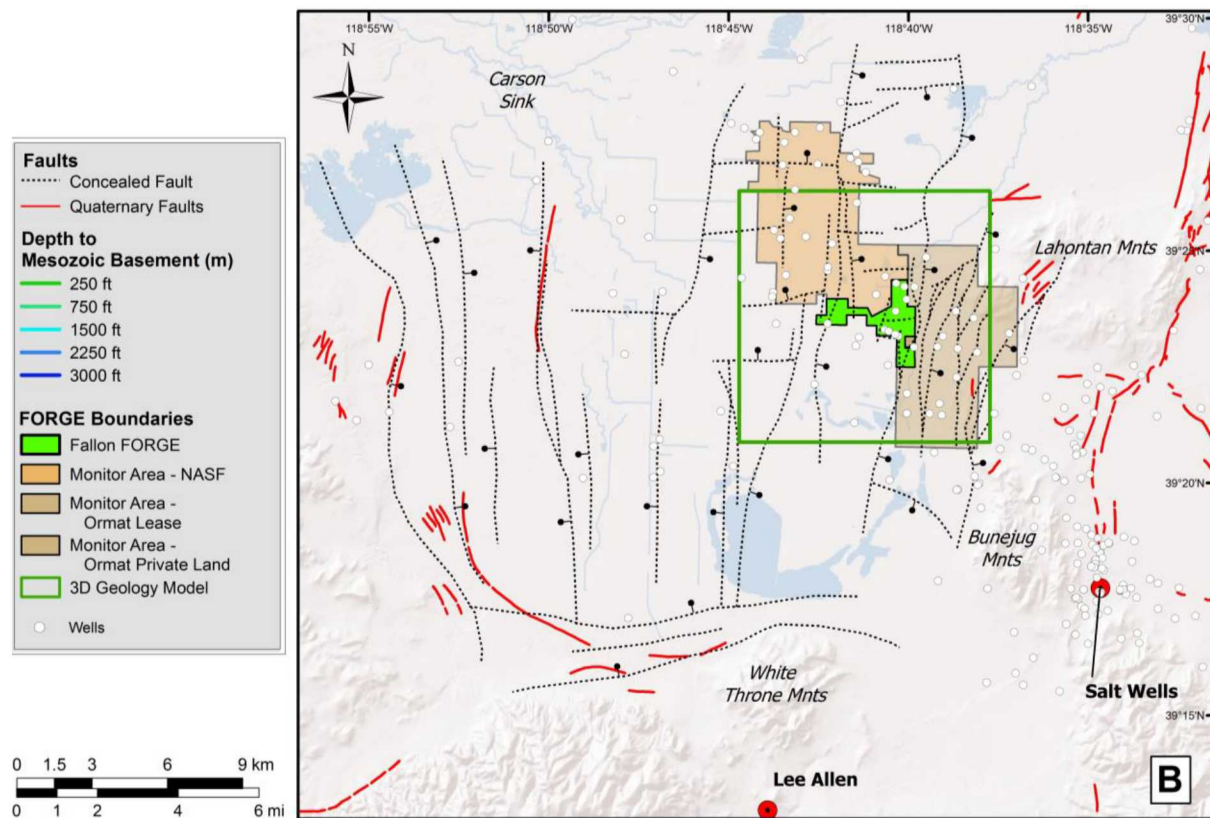 118°55'W
118°50'W
118°45'W
118°40'W
118°35'W
39°30'N
N
Carson
Sink
Lahontan Mnts
39°25'N
Faults
Concealed Fault
Quaternary Faults
Depth to
Mesozoic Basement (m)
250 ft
750 ft
1500 ft
2250 ft
3000 ft
FORGE Boundaries
Fallon FORGE
Monitor Area - NASF
Monitor Area -
Ormat Lease
Monitor Area -
Ormat Private Land
3D Geology Model
Wells
39°20'N
Bunejug
Mnts
White
Throne Mnts
Salt Wells
39°15'N
Lee Allen
B
0 1.5 3 6 9 km
0 1 2 4 6 mi